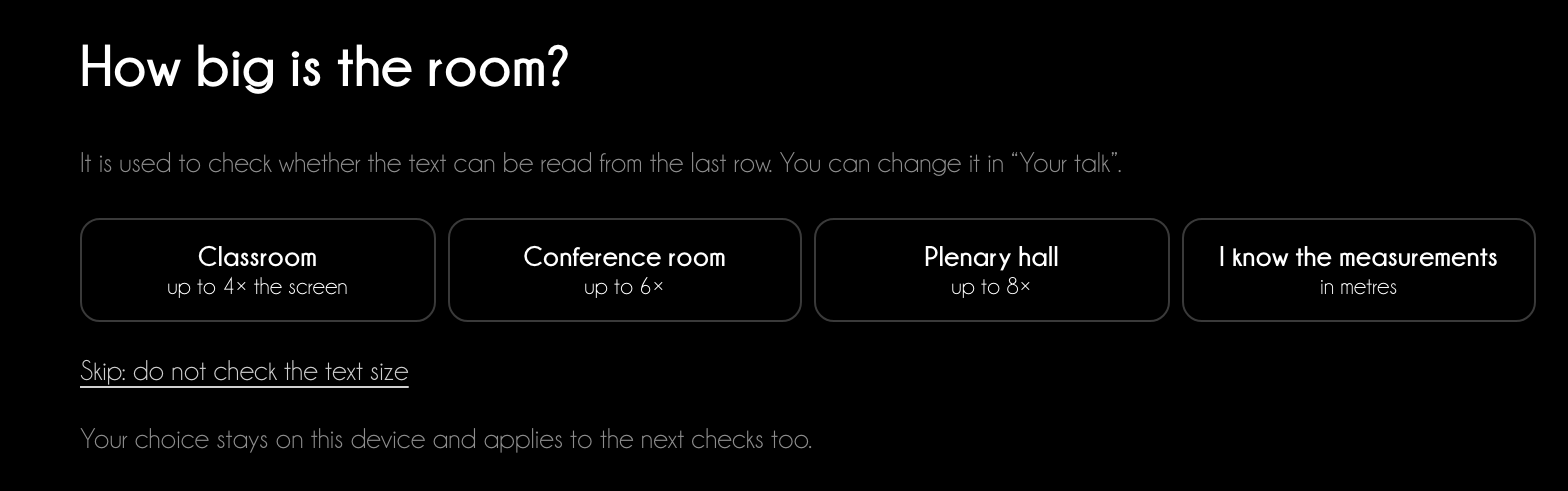 How big is the room?
It is used to check whether the text can be read from the last row. You can change it in “Your talk”.
Classroom
up to 4× the screen
Conference room
up to 6×
Plenary hall
up to 8×
I know the measurements
in metres
Skip: do not check the text size
Your choice stays on this device and applies to the next checks too.